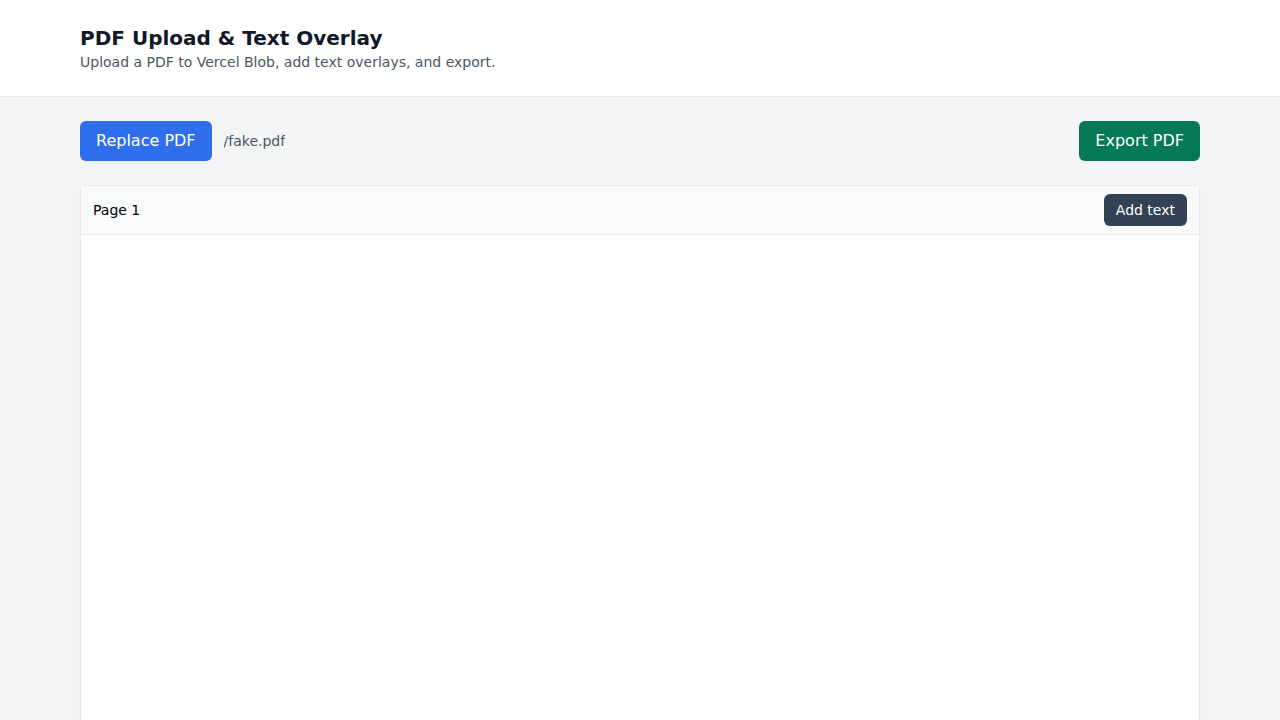 PDF Upload & Text Overlay
Upload a PDF to Vercel Blob, add text overlays, and export.
Replace PDF /fake.pdf Export PDF
Page 1 Add text